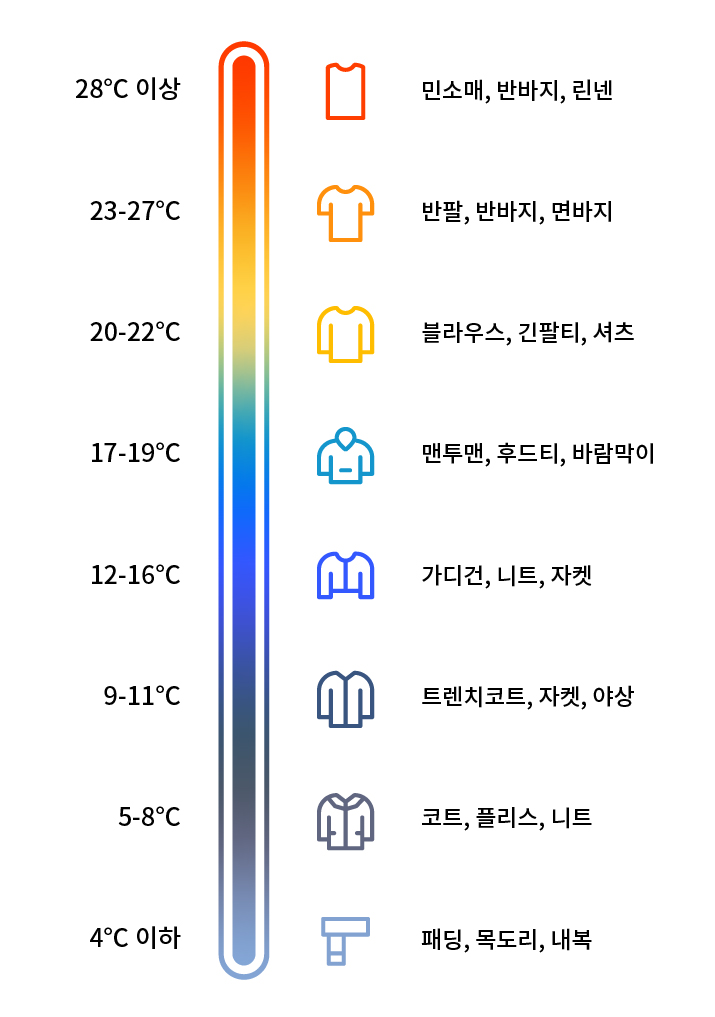 28°C 이상 민소매, 반바지, 린넨
23-27°C 반팔, 반바지, 면바지
20-22°C 블라우스, 긴팔티, 셔츠
17-19°C 맨투맨, 후드티, 바람막이
12-16°C 가디건, 니트, 자켓
9-11°C 트렌치코트, 자켓, 야상
5-8°C 코트, 플리스, 니트
4°C 이하 패딩, 목도리, 내복